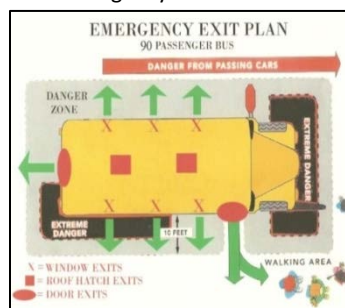 EMERGENCY EXIT PLAN
90 PASSENGER BUS
DANGER FROM PASSING CARS
DANGER
ZONE
X X X
EXTREME DANGER
X X X
EXTREME
DANGER
10 FEET
WALKING AREA
X = WINDOW EXITS
= ROOF HATCH EXITS
= DOOR EXITS